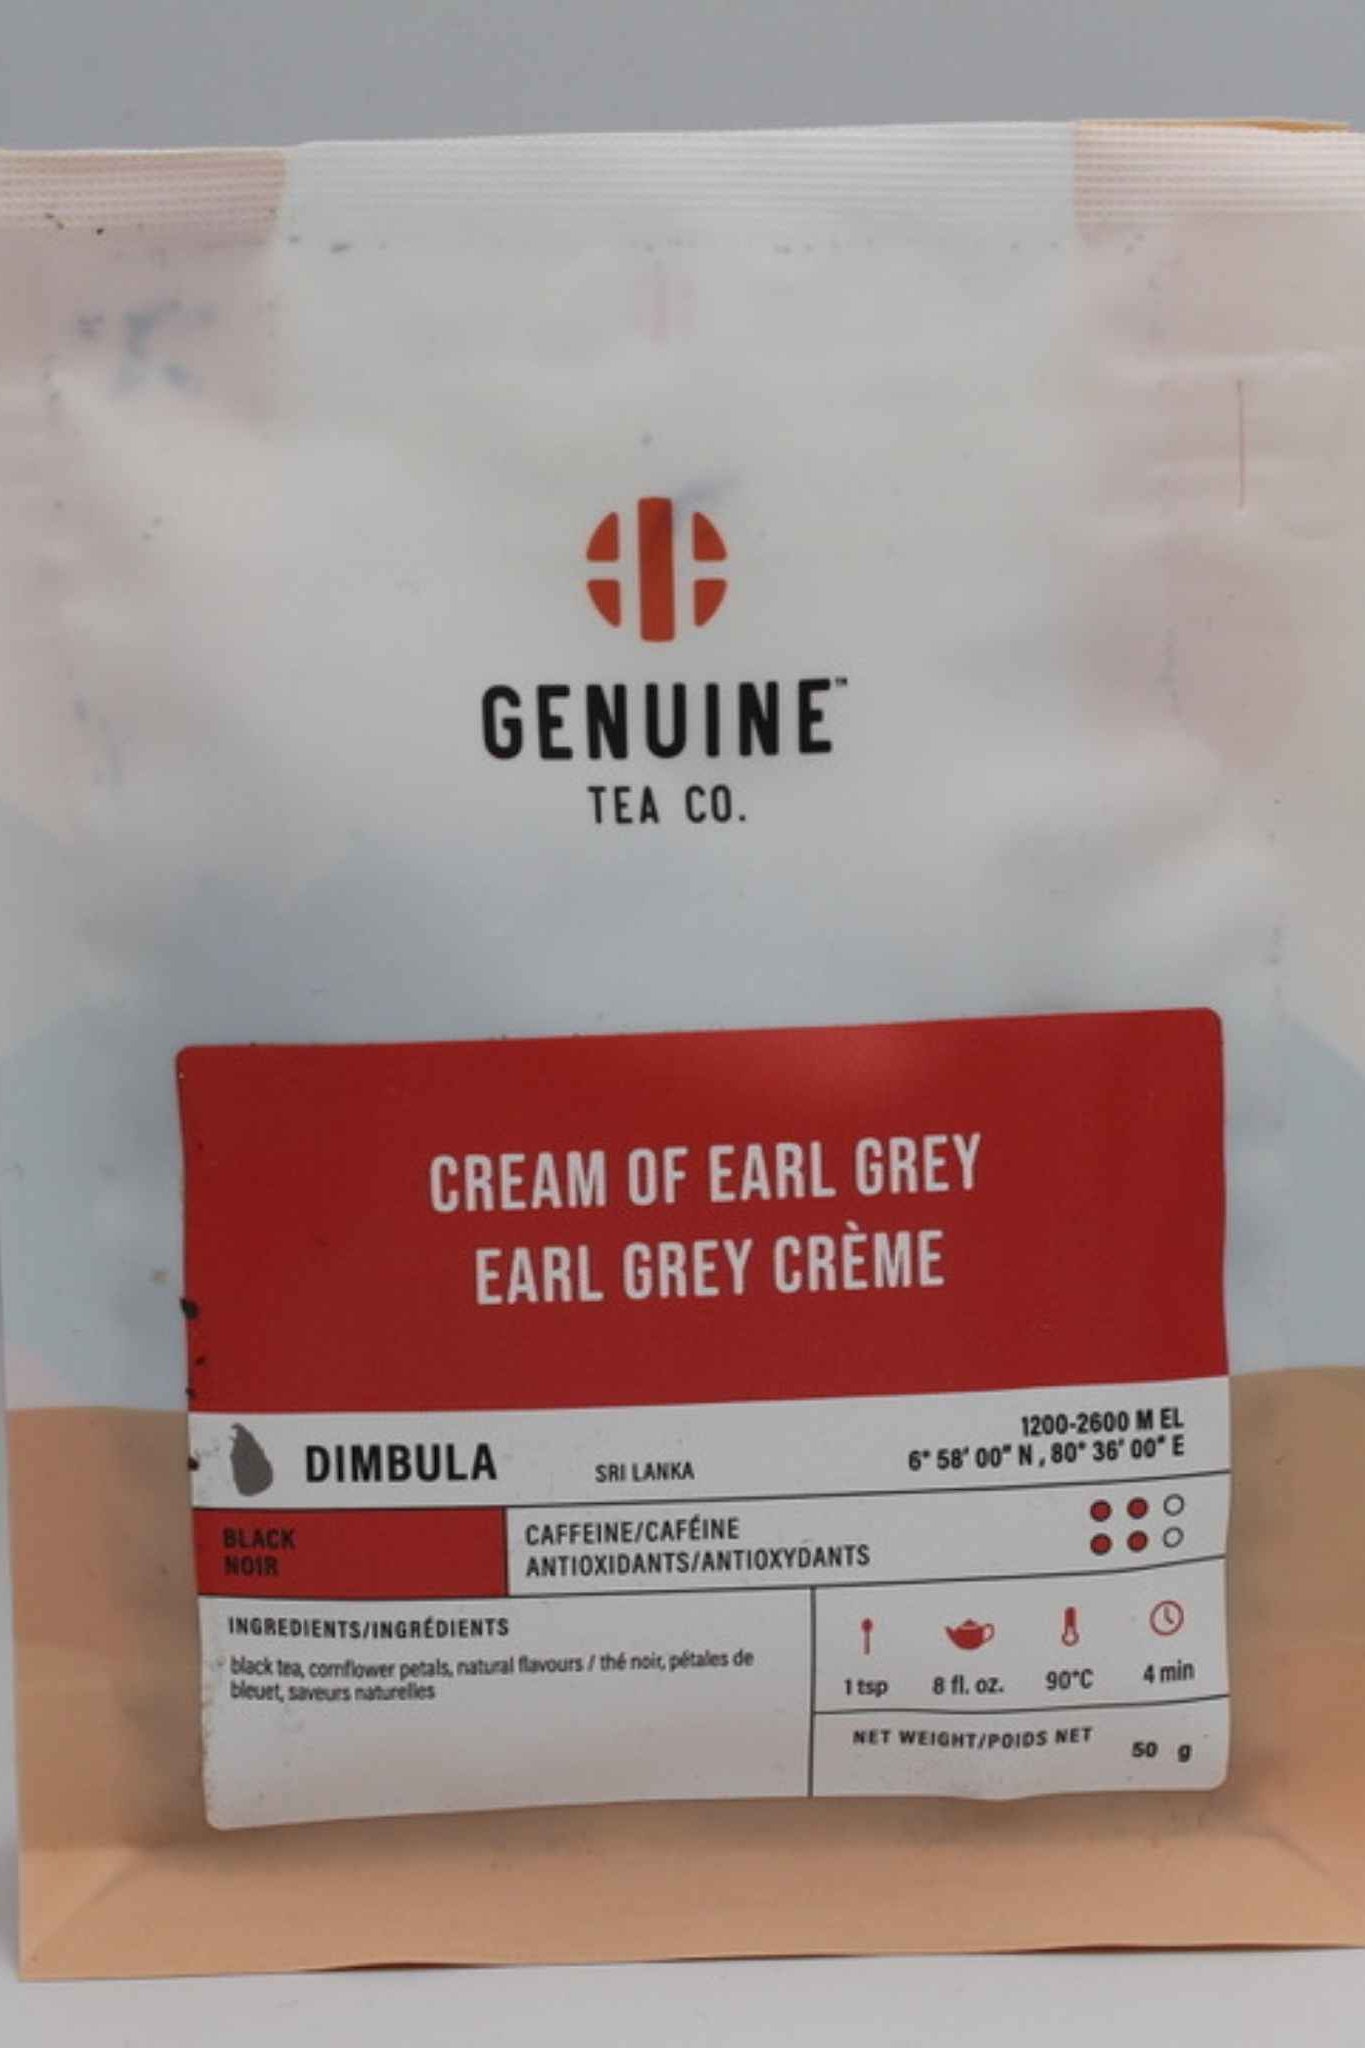 GENUINE™
TEA CO.
CREAM OF EARL GREY
EARL GREY CRÈME
DIMBULA
SRI LANKA
1200-2600 M EL
6° 58' 00" N , 80° 36' 00" E
BLACK
NOIR
CAFFEINE/CAFÉINE
ANTIOXIDANTS/ANTIOXYDANTS
INGREDIENTS/INGRÉDIENTS
black tea, cornflower petals, natural flavours / thé noir, pétales de
bleuet, saveurs naturelles
1 tsp
8 fl. oz.
90°C
4 min
NET WEIGHT/POIDS NET
50 g